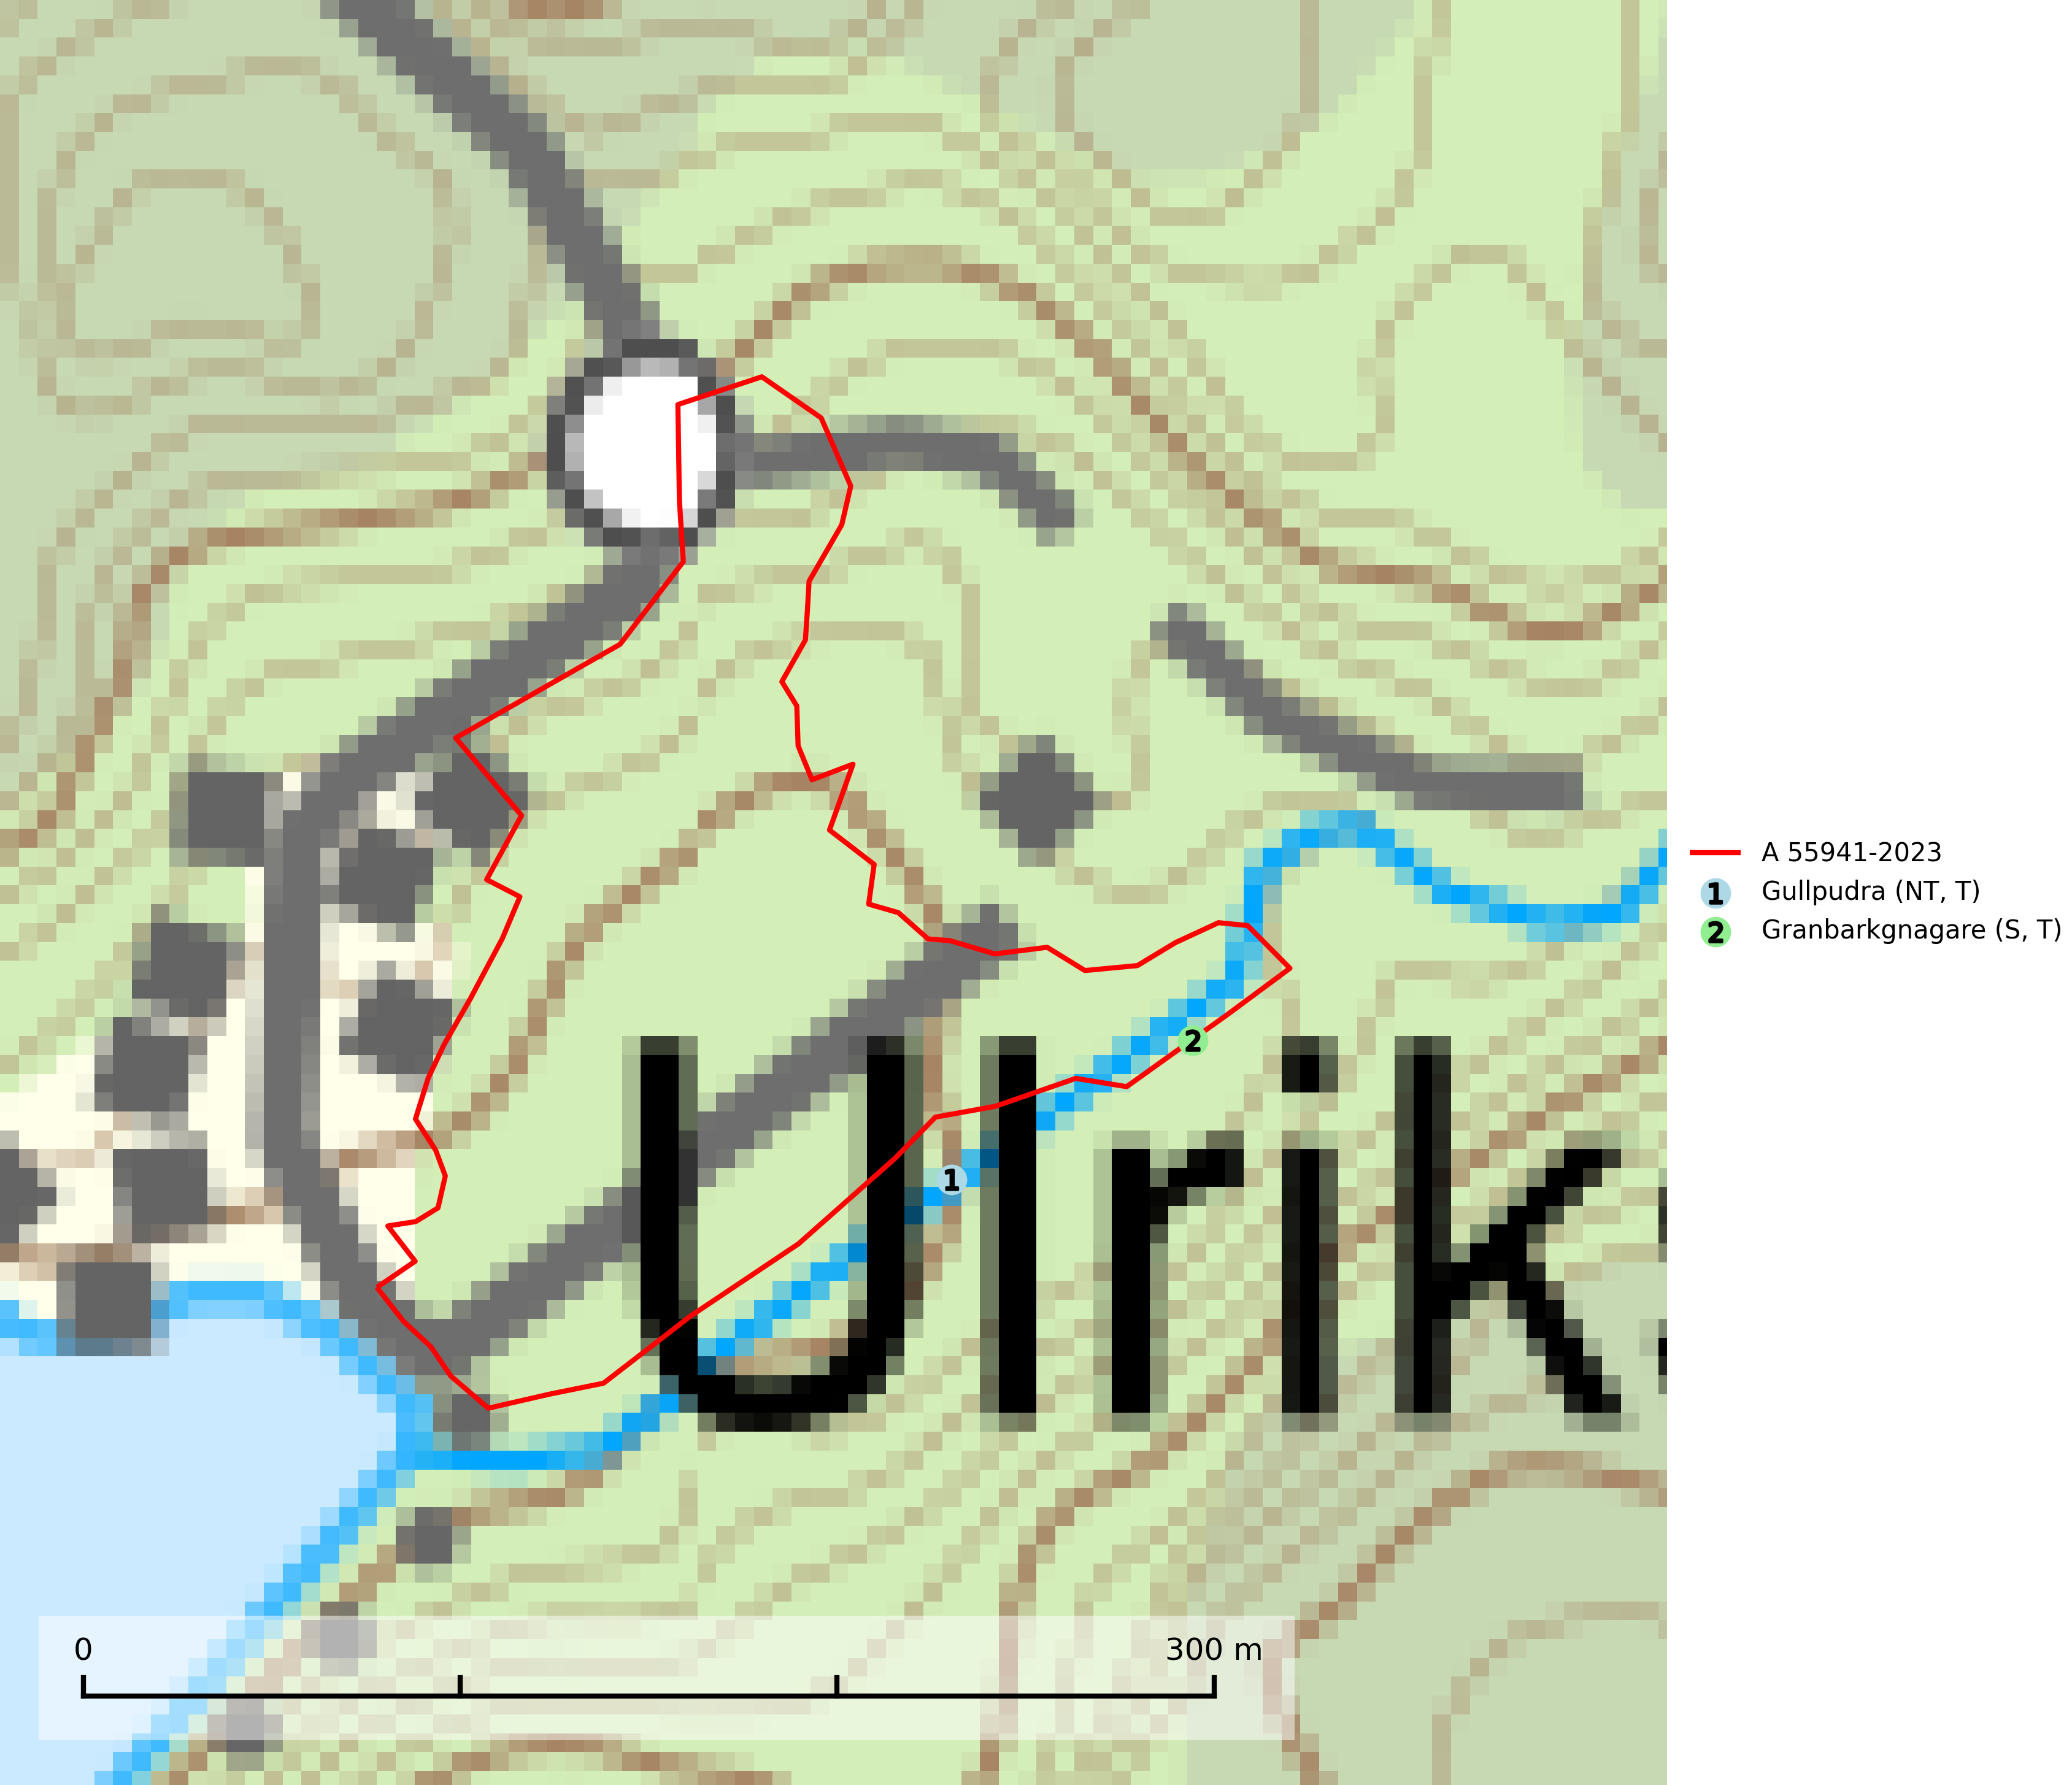 Ulrik
A 55941-2023
1 Gullpudra (NT, T)
2 Granbarkgnagare (S, T)
2
1
0 300 m